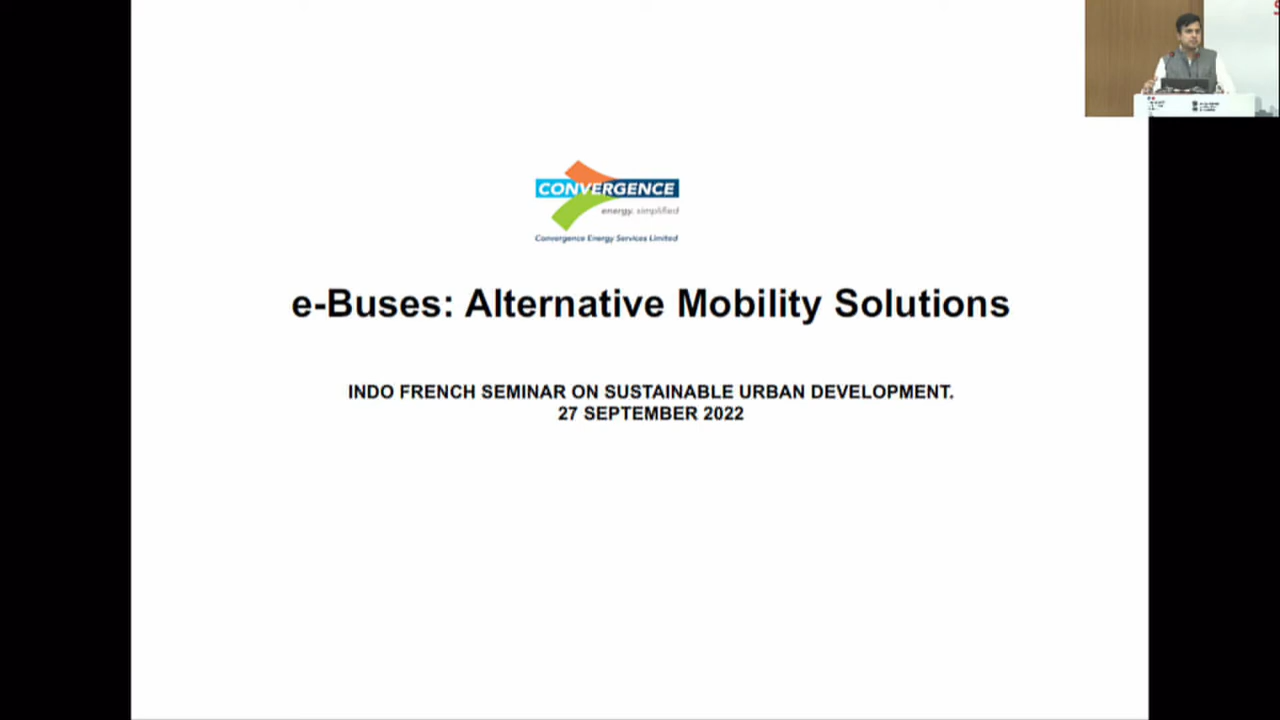 CONVERGENCE
energy. simplified
Convergence Energy Services Limited
e-Buses: Alternative Mobility Solutions
INDO FRENCH SEMINAR ON SUSTAINABLE URBAN DEVELOPMENT.
27 SEPTEMBER 2022